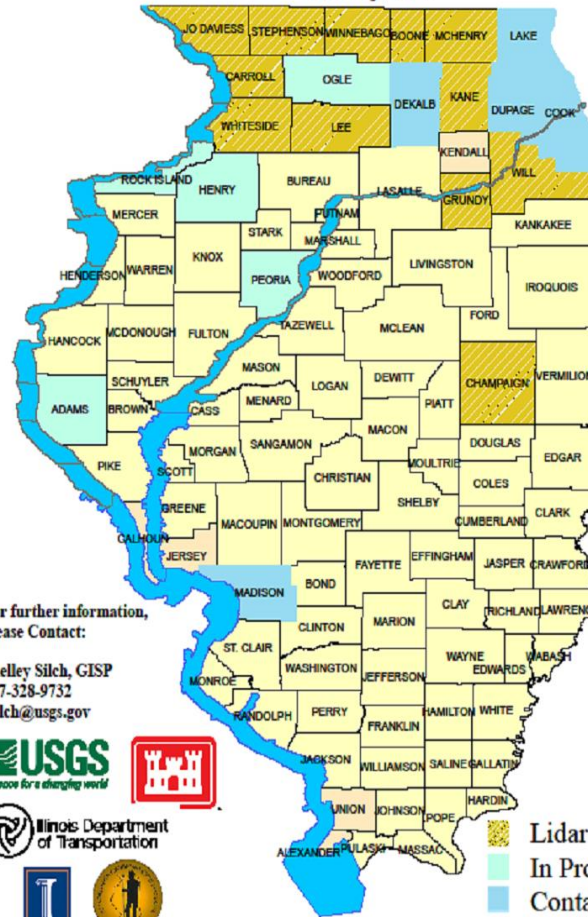 JO DAVIESS STEPHENSON WINNEBAGO BOONE MCHENRY LAKE
CARROLL OGLE DEKALB KANE DUPAGE COOK
WHITESIDE LEE KENDALL WILL
ROCK ISLAND HENRY BUREAU LASALLE GRUNDY
MERCER PUTNAM KANKAKEE
STARK MARSHALL
HENDERSON WARREN KNOX PEORIA WOODFORD LIVINGSTON IROQUOIS
HANCOCK MCDONOUGH FULTON TAZEWELL MCLEAN FORD
MASON
SCHUYLER LOGAN DEWITT CHAMPAIGN VERMILION
ADAMS BROWN CASS MENARD PIATT
MACON
PIKE SCOTT MORGAN SANGAMON MOULTRIE DOUGLAS EDGAR
CHRISTIAN COLES
GREENE SHELBY
CALHOUN MACOUPIN MONTGOMERY CUMBERLAND CLARK
JERSEY FAYETTE EFFINGHAM JASPER CRAWFORD
MADISON BOND
CLAY RICHLAND LAWRENC
CLINTON MARION
ST. CLAIR WAYNE EDWARDS WABASH
WASHINGTON JEFFERSON
MONROE
RANDOLPH PERRY HAMILTON WHITE
FRANKLIN
JACKSON WILLIAMSON SALINE GALLATIN
UNION JOHNSON POPE HARDIN
ALEXANDER PULASKI MASSAC
r further information,
ease Contact:
elley Silch, GISP
7-328-9732
ilch@usgs.gov
USGS
ence for a changing world
Illinois Department
of Transportation
Lidar
In Pro
Conta